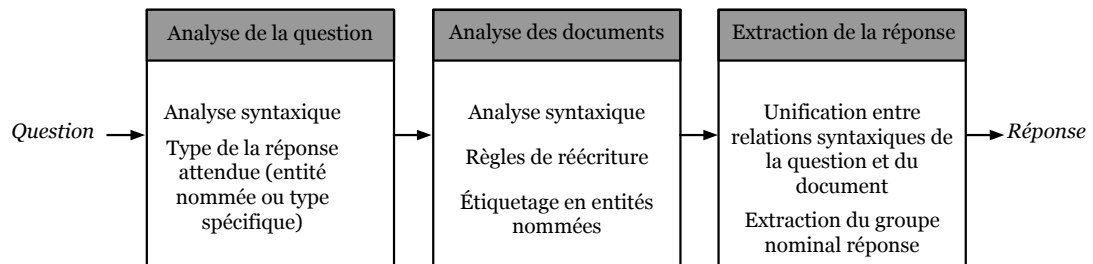 Analyse de la question
Analyse des documents
Extraction de la réponse
Question
Analyse syntaxique
Type de la réponse
attendue (entité
nommée ou type
spécifique)
Analyse syntaxique
Règles de réécriture
Étiquetage en entités
nommées
Unification entre
relations syntaxiques de
la question et du
document
Extraction du groupe
nominal réponse
Réponse